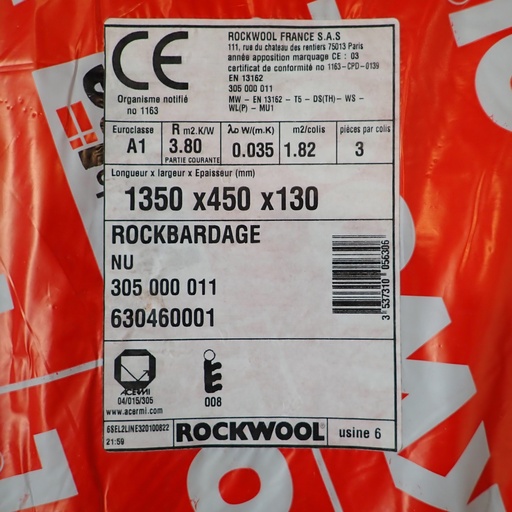 CE
Organisme notifié
no 1163
ROCKWOOL FRANCE S.A.S
111, rue du chateau des rentiers 75013 Paris
année apposition marquage CE : 03
certificat de conformité no 1163-CPD-0139
EN 13162
305 000 011
MW - EN 13162 - T5 - DS(TH)- WS -
WL(P) - MU1
Euroclasse
A1
R m2.K/W
3.80
PARTIE COURANTE
λD W/(m.K)
0.035
m2/colis
1.82
pièces par colis
3
Longueur x largeur x Epaisseur (mm)
1350 x450 x130
ROCKBARDAGE
NU
305 000 011
630460001
3 537310 056306
ACERMI
04/015/305
www.acermi.com
008
6SEL2LINE320100822
21:59
ROCKWOOL
usine 6